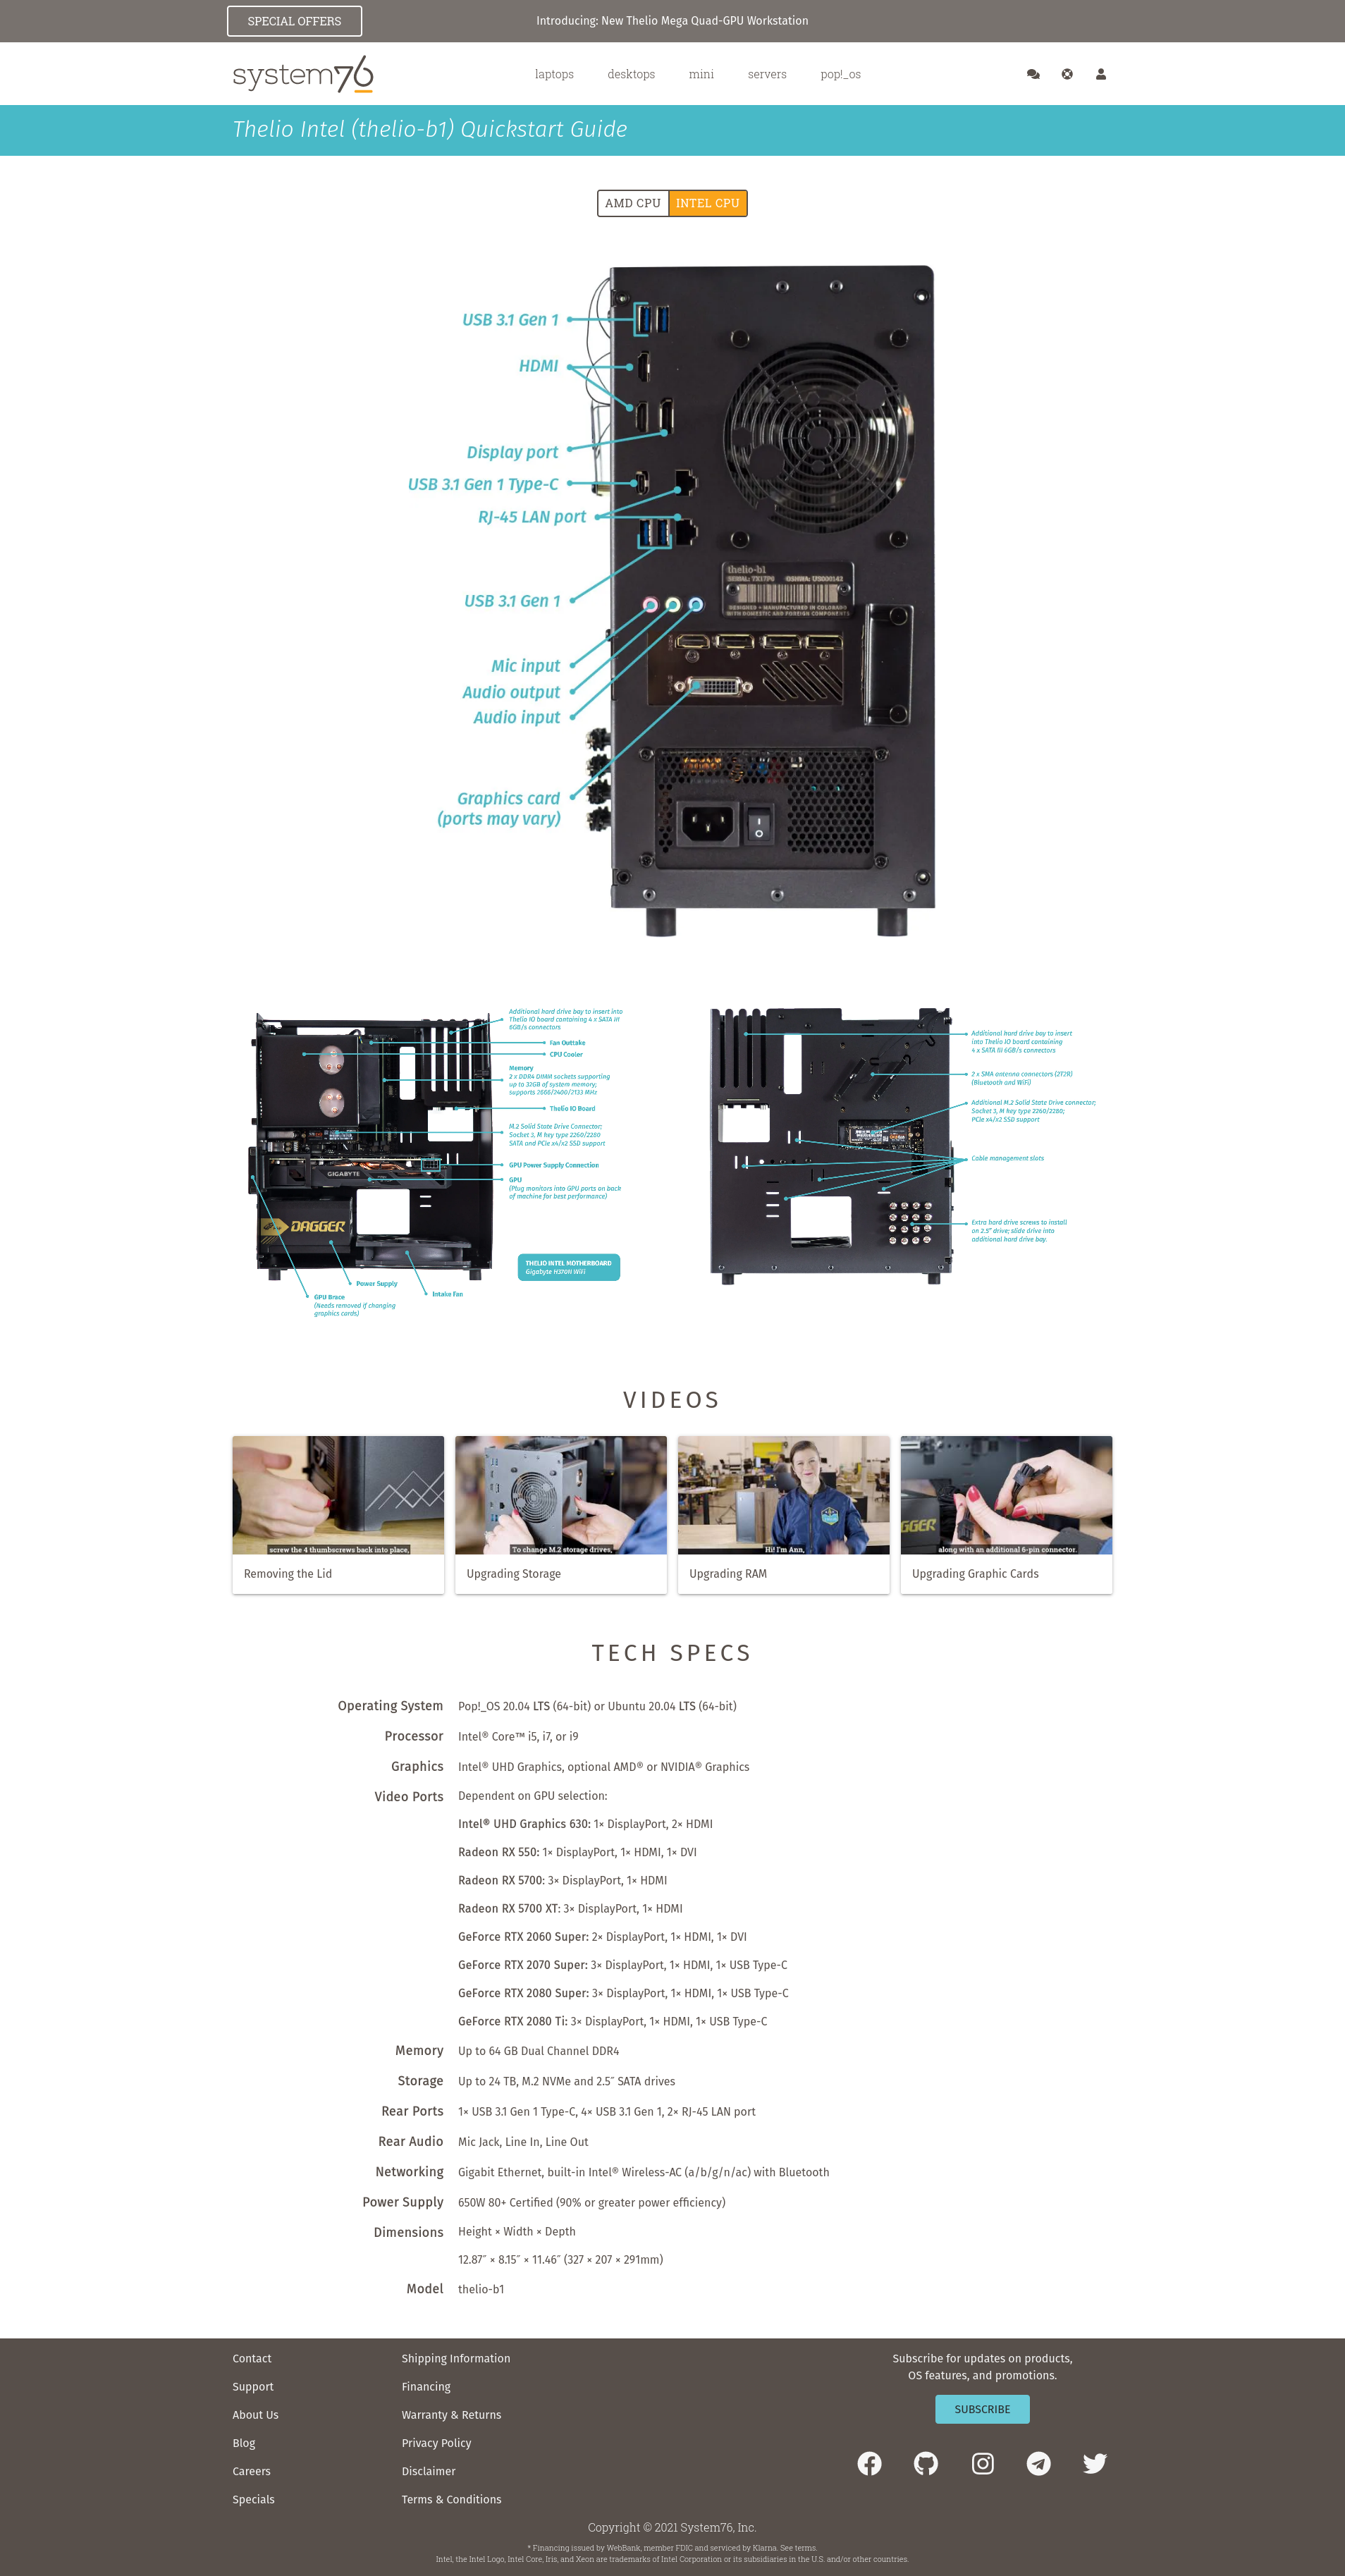 SPECIAL OFFERS
Introducing: New Thelio Mega Quad-GPU Workstation
system76
laptops
desktops
mini
servers
pop!_os
Thelio Intel (thelio-b1) Quickstart Guide
AMD CPU
INTEL CPU
USB 3.1 Gen 1
HDMI
Display port
USB 3.1 Gen 1 Type-C
RJ-45 LAN port
USB 3.1 Gen 1
Mic input
Audio output
Audio input
Graphics card
(ports may vary)
thelio-b1
DESIGNED + MANUFACTURED IN COLORADO
WITH DOMESTIC AND FOREIGN COMPONENTS
Additional hard drive bay to insert into
Thelio IO board containing 4 x SATA III
6GB/s connectors
Fan Outtake
CPU Cooler
Memory
2 x DDR4 DIMM sockets supporting
up to 32GB of system memory;
supports 2666/2400/2133 MHz
Thelio IO Board
M.2 Solid State Drive Connector;
Socket 3, M key type 2260/2280
SATA and PCIe x4/x2 SSD support
GPU Power Supply Connection
GPU
(Plug monitors into GPU ports on back
of machine for best performance)
GIGABYTE
DAGGER
THELIO INTEL MOTHERBOARD
Gigabyte H370N WiFi
Power Supply
Intake Fan
GPU Brace
(Needs removed if changing
graphics cards)
Additional hard drive bay to insert
into Thelio IO board containing
4 x SATA III 6GB/s connectors
2 x SMA antenna connectors (2T2R)
(Bluetooth and WiFi)
Additional M.2 Solid State Drive connector;
Socket 3, M key type 2260/2280;
PCIe x4/x2 SSD support
Cable management slots
Extra hard drive screws to install
on 2.5" drive; slide drive into
additional hard drive bay.
VIDEOS
screw the 4 thumbscrews back into place,
To change M.2 storage drives,
Hi! I'm Ann,
along with an additional 6-pin connector.
Removing the Lid
Upgrading Storage
Upgrading RAM
Upgrading Graphic Cards
TECH SPECS
Operating System Pop!_OS 20.04 LTS (64-bit) or Ubuntu 20.04 LTS (64-bit)
Processor Intel® Core™ i5, i7, or i9
Graphics Intel® UHD Graphics, optional AMD® or NVIDIA® Graphics
Video Ports Dependent on GPU selection:
Intel® UHD Graphics 630: 1× DisplayPort, 2× HDMI
Radeon RX 550: 1× DisplayPort, 1× HDMI, 1× DVI
Radeon RX 5700: 3× DisplayPort, 1× HDMI
Radeon RX 5700 XT: 3× DisplayPort, 1× HDMI
GeForce RTX 2060 Super: 2× DisplayPort, 1× HDMI, 1× DVI
GeForce RTX 2070 Super: 3× DisplayPort, 1× HDMI, 1× USB Type-C
GeForce RTX 2080 Super: 3× DisplayPort, 1× HDMI, 1× USB Type-C
GeForce RTX 2080 Ti: 3× DisplayPort, 1× HDMI, 1× USB Type-C
Memory Up to 64 GB Dual Channel DDR4
Storage Up to 24 TB, M.2 NVMe and 2.5″ SATA drives
Rear Ports 1× USB 3.1 Gen 1 Type-C, 4× USB 3.1 Gen 1, 2× RJ-45 LAN port
Rear Audio Mic Jack, Line In, Line Out
Networking Gigabit Ethernet, built-in Intel® Wireless-AC (a/b/g/n/ac) with Bluetooth
Power Supply 650W 80+ Certified (90% or greater power efficiency)
Dimensions Height × Width × Depth
12.87″ × 8.15″ × 11.46″ (327 × 207 × 291mm)
Model thelio-b1
Contact
Support
About Us
Blog
Careers
Specials
Shipping Information
Financing
Warranty & Returns
Privacy Policy
Disclaimer
Terms & Conditions
Subscribe for updates on products,
OS features, and promotions.
SUBSCRIBE
Copyright © 2021 System76, Inc.
* Financing issued by WebBank, member FDIC and serviced by Klarna. See terms.
Intel, the Intel Logo, Intel Core, Iris, and Xeon are trademarks of Intel Corporation or its subsidiaries in the U.S. and/or other countries.